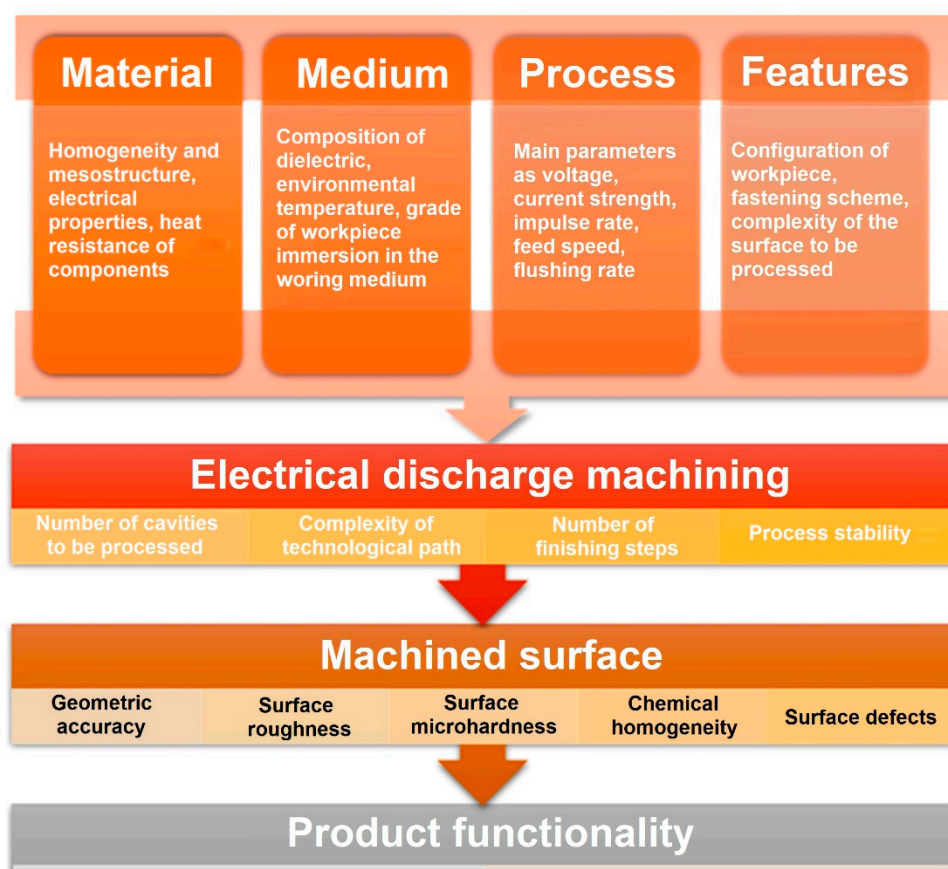 Material
Homogeneity and
mesostructure,
electrical
properties, heat
resistance of
components
Medium
Composition of
dielectric,
environmental
temperature, grade
of workpiece
immersion in the
woring medium
Process
Main parameters
as voltage,
current strength,
impulse rate,
feed speed,
flushing rate
Features
Configuration of
workpiece,
fastening scheme,
complexity of the
surface to be
processed
Electrical discharge machining
Number of cavities
to be processed
Complexity of
technological path
Number of
finishing steps
Process stability
Machined surface
Geometric
accuracy
Surface
roughness
Surface
microhardness
Chemical
homogeneity
Surface defects
Product functionality